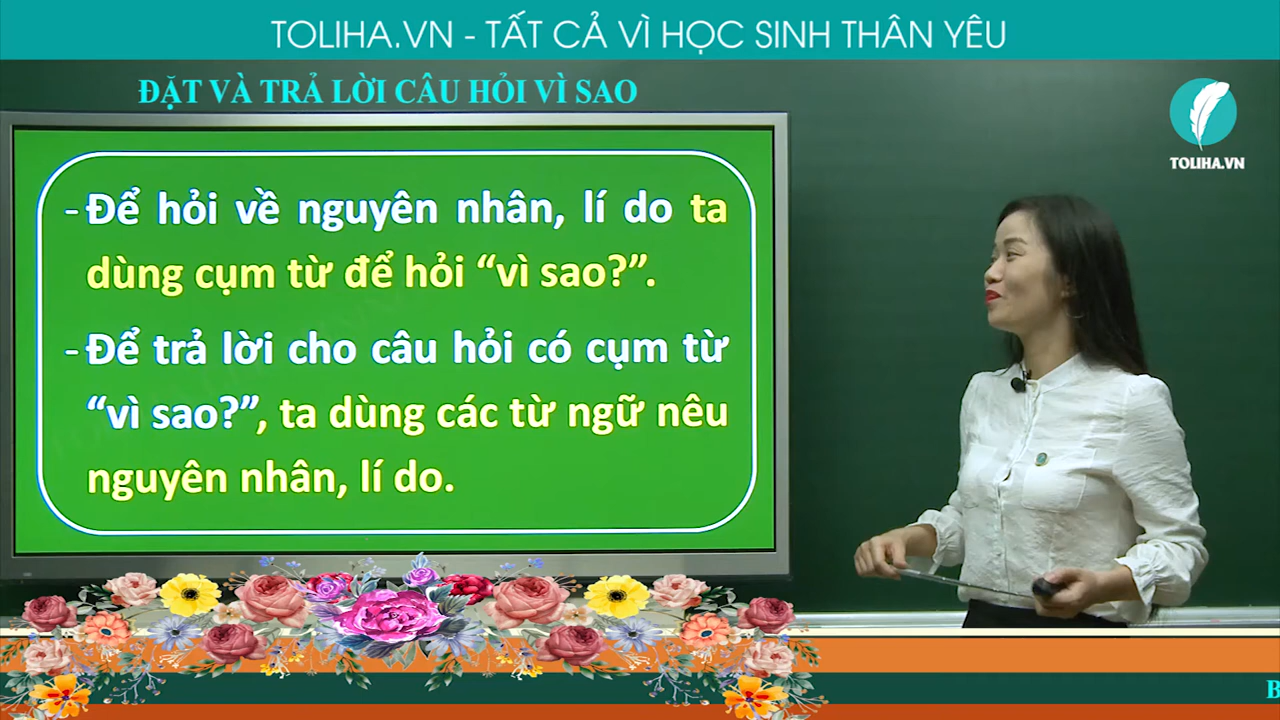 TOLIHA.VN - TẤT CẢ VÌ HỌC SINH THÂN YÊU
ĐẶT VÀ TRẢ LỜI CÂU HỎI VÌ SAO
TOLIHA.VN
- Để hỏi về nguyên nhân, lí do ta
dùng cụm từ để hỏi “vì sao?”.
- Để trả lời cho câu hỏi có cụm từ
“vì sao?”, ta dùng các từ ngữ nêu
nguyên nhân, lí do.